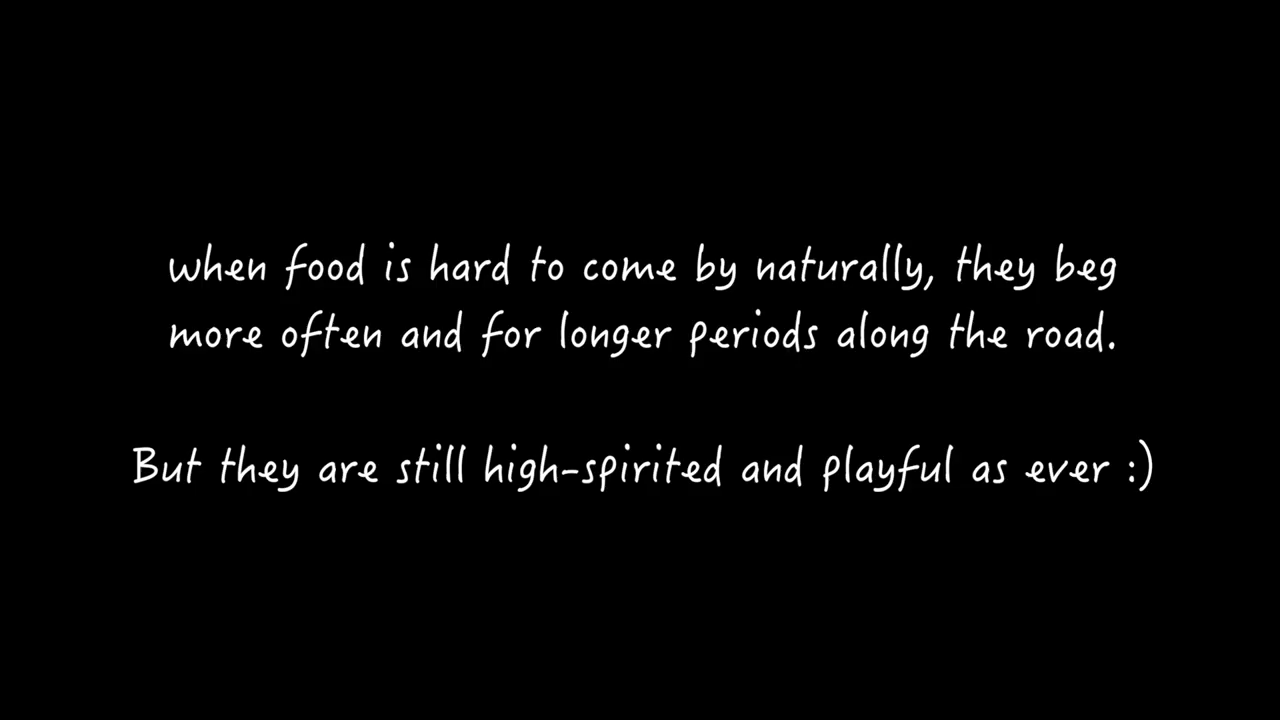 when food is hard to come by naturally, they beg
more often and for longer periods along the road.
But they are still high-spirited and playful as ever :)